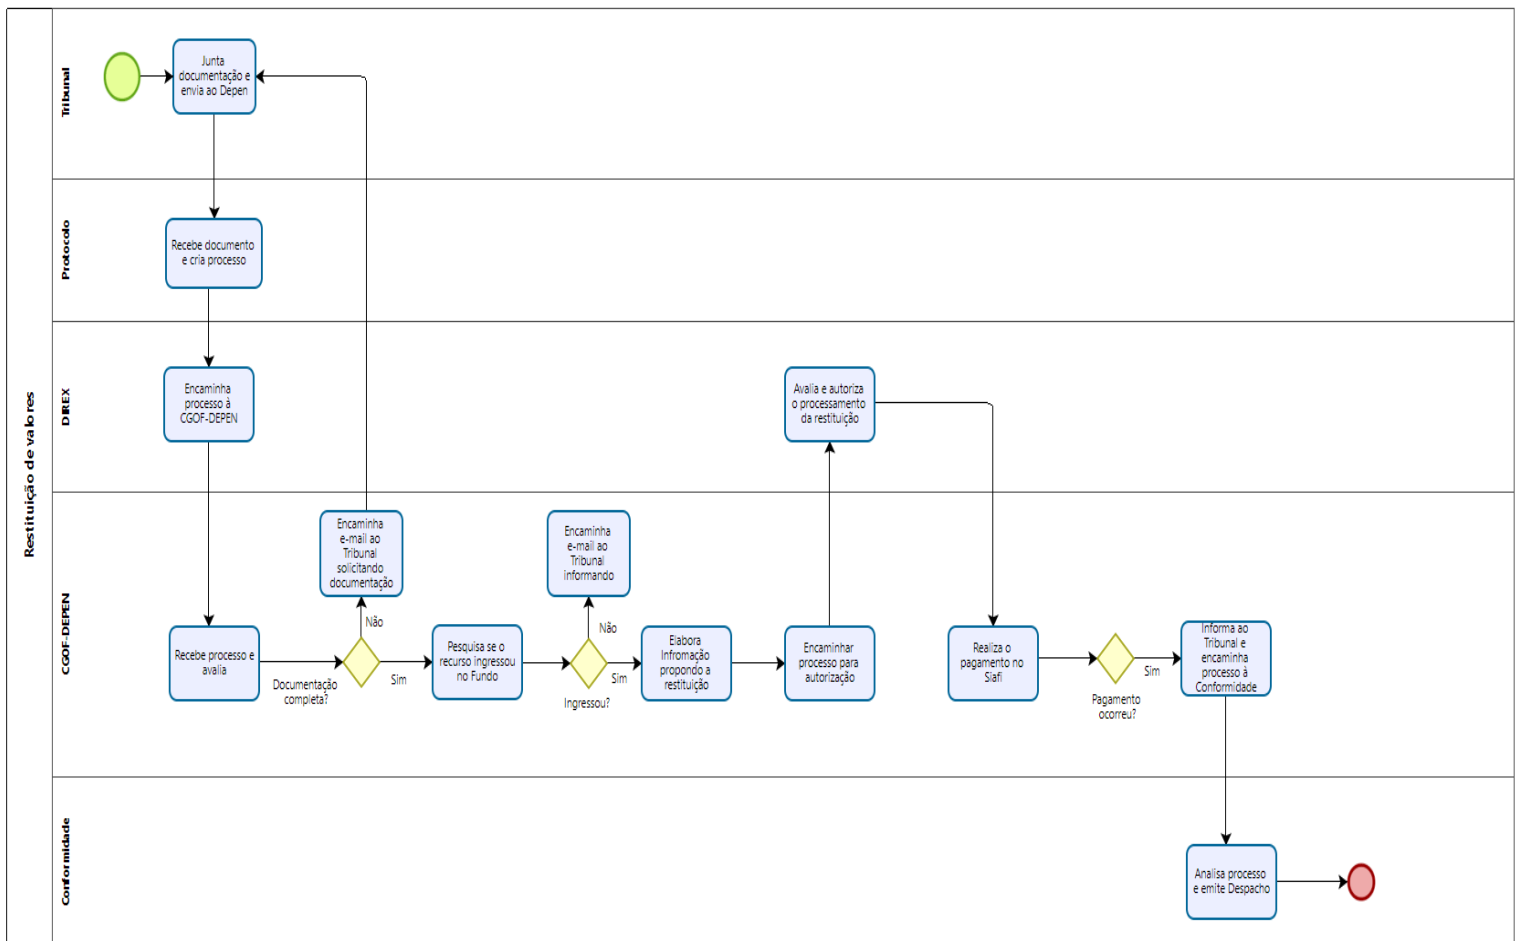 Restituição de valores
Tribunal
Junta
documentação e
envia ao Depen
Protocolo
Recebe documento
e cria processo
DIREX
Encaminha
processo à
CGOF-DEPEN
Avalia e autoriza
o processamento
da restituição
CGOF-DEPEN
Recebe processo e
avalia
Documentação
completa?
Não
Encaminha
e-mail ao
Tribunal
solicitando
documentação
Sim
Pesquisa se o
recurso ingressou
no Fundo
Ingressou?
Não
Encaminha
e-mail ao
Tribunal
informando
Sim
Elabora
Infromação
propondo a
restituição
Encaminhar
processo para
autorização
Realiza o
pagamento no
Siafi
Pagamento
ocorreu?
Sim
Informa ao
Tribunal e
encaminha
processo à
Conformidade
Conformidade
Analisa processo
e emite Despacho